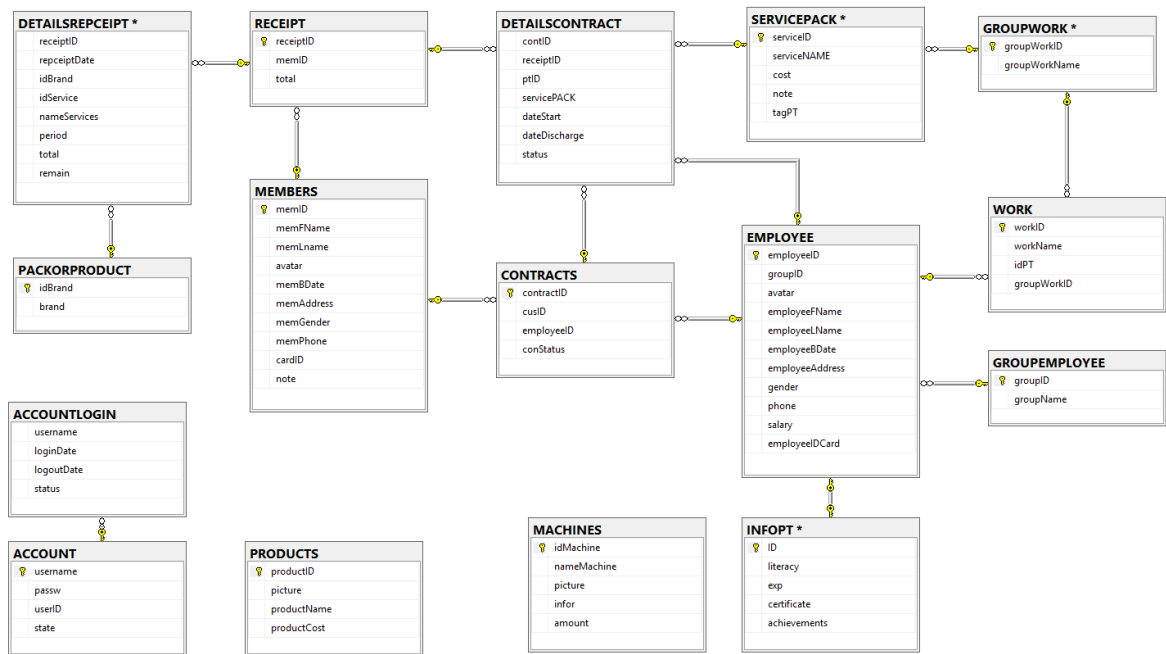 DETAILSREPCEIPT *
receiptID
repceiptDate
idBrand
idService
nameServices
period
total
remain
RECEIPT
receiptID
memID
total
DETAILSCONTRACT
contID
receiptID
ptID
servicePACK
dateStart
dateDischarge
status
SERVICEPACK *
serviceID
serviceNAME
cost
note
tagPT
GROUPWORK *
groupWorkID
groupWorkName
MEMBERS
memID
memFName
memLname
avatar
memBDate
memAddress
memGender
memPhone
cardID
note
PACKORPRODUCT
idBrand
brand
CONTRACTS
contractID
cusID
employeeID
conStatus
EMPLOYEE
employeeID
groupID
avatar
employeeFName
employeeLName
employeeBDate
employeeAddress
gender
phone
salary
employeeIDCard
WORK
workID
workName
idPT
groupWorkID
GROUPEMPLOYEE
groupID
groupName
ACCOUNTLOGIN
username
loginDate
logoutDate
status
ACCOUNT
username
passw
userID
state
PRODUCTS
productID
picture
productName
productCost
MACHINES
idMachine
nameMachine
picture
infor
amount
INFOPT *
ID
literacy
exp
certificate
achievements